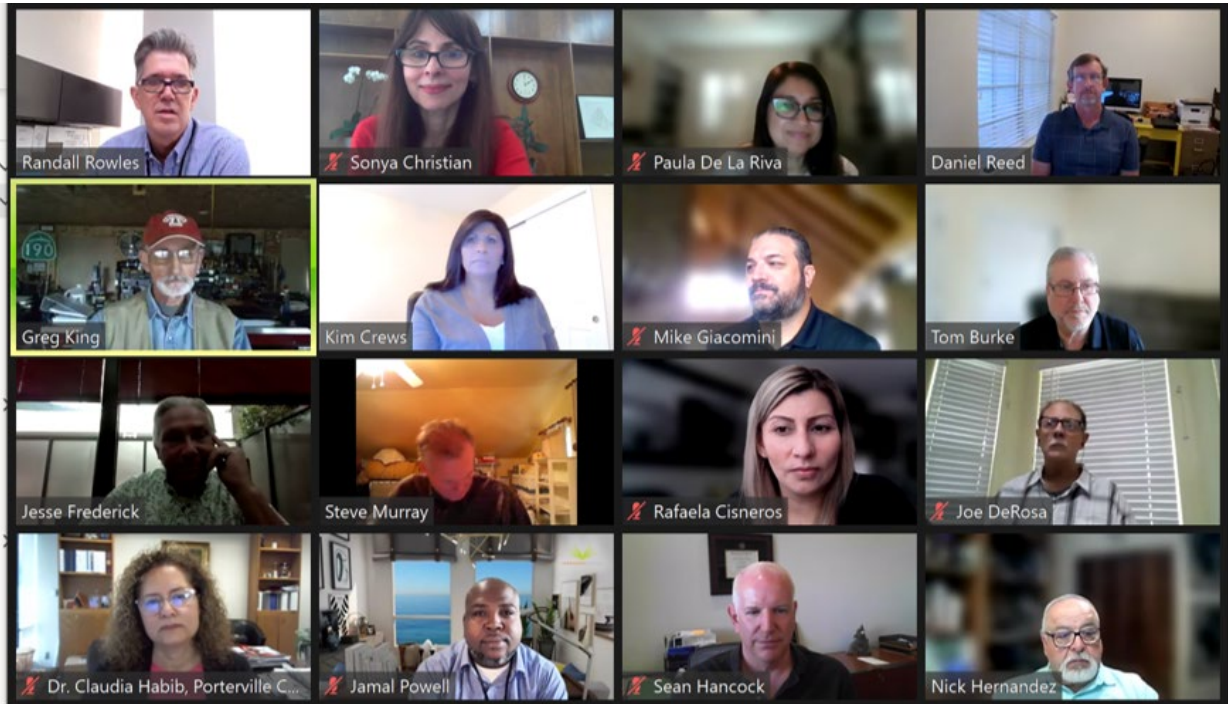 Randall Rowles
Sonya Christian
Paula De La Riva
Daniel Reed
190
Greg King
Kim Crews
Mike Giacomini
Tom Burke
Jesse Frederick
Steve Murray
Rafaela Cisneros
Joe DeRosa
Dr. Claudia Habib, Porterville C...
Jamal Powell
Sean Hancock
Nick Hernandez